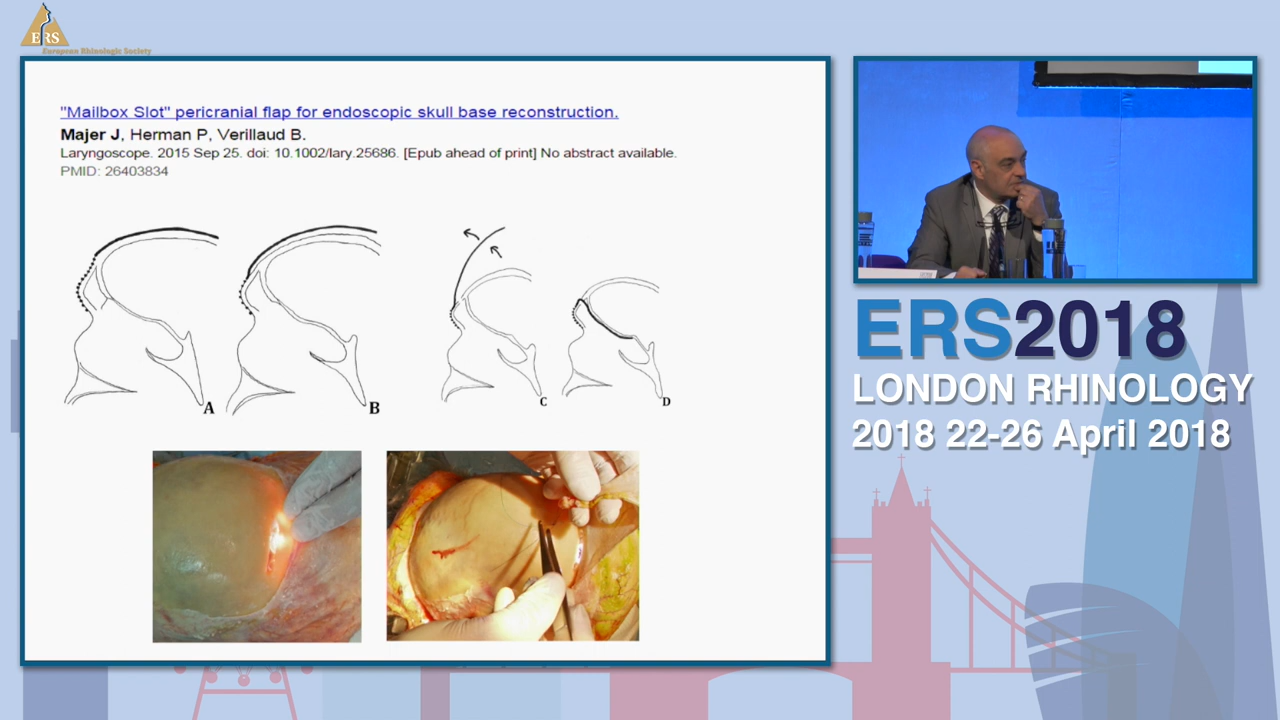 ERS
European Rhinologic Society
"Mailbox Slot" pericranial flap for endoscopic skull base reconstruction.
Majer J, Herman P, Verillaud B.
Laryngoscope. 2015 Sep 25. doi: 10.1002/lary.25686. [Epub ahead of print] No abstract available.
PMID: 26403834
A
B
C
D
ERS2018
LONDON RHINOLOGY
2018 22-26 April 2018